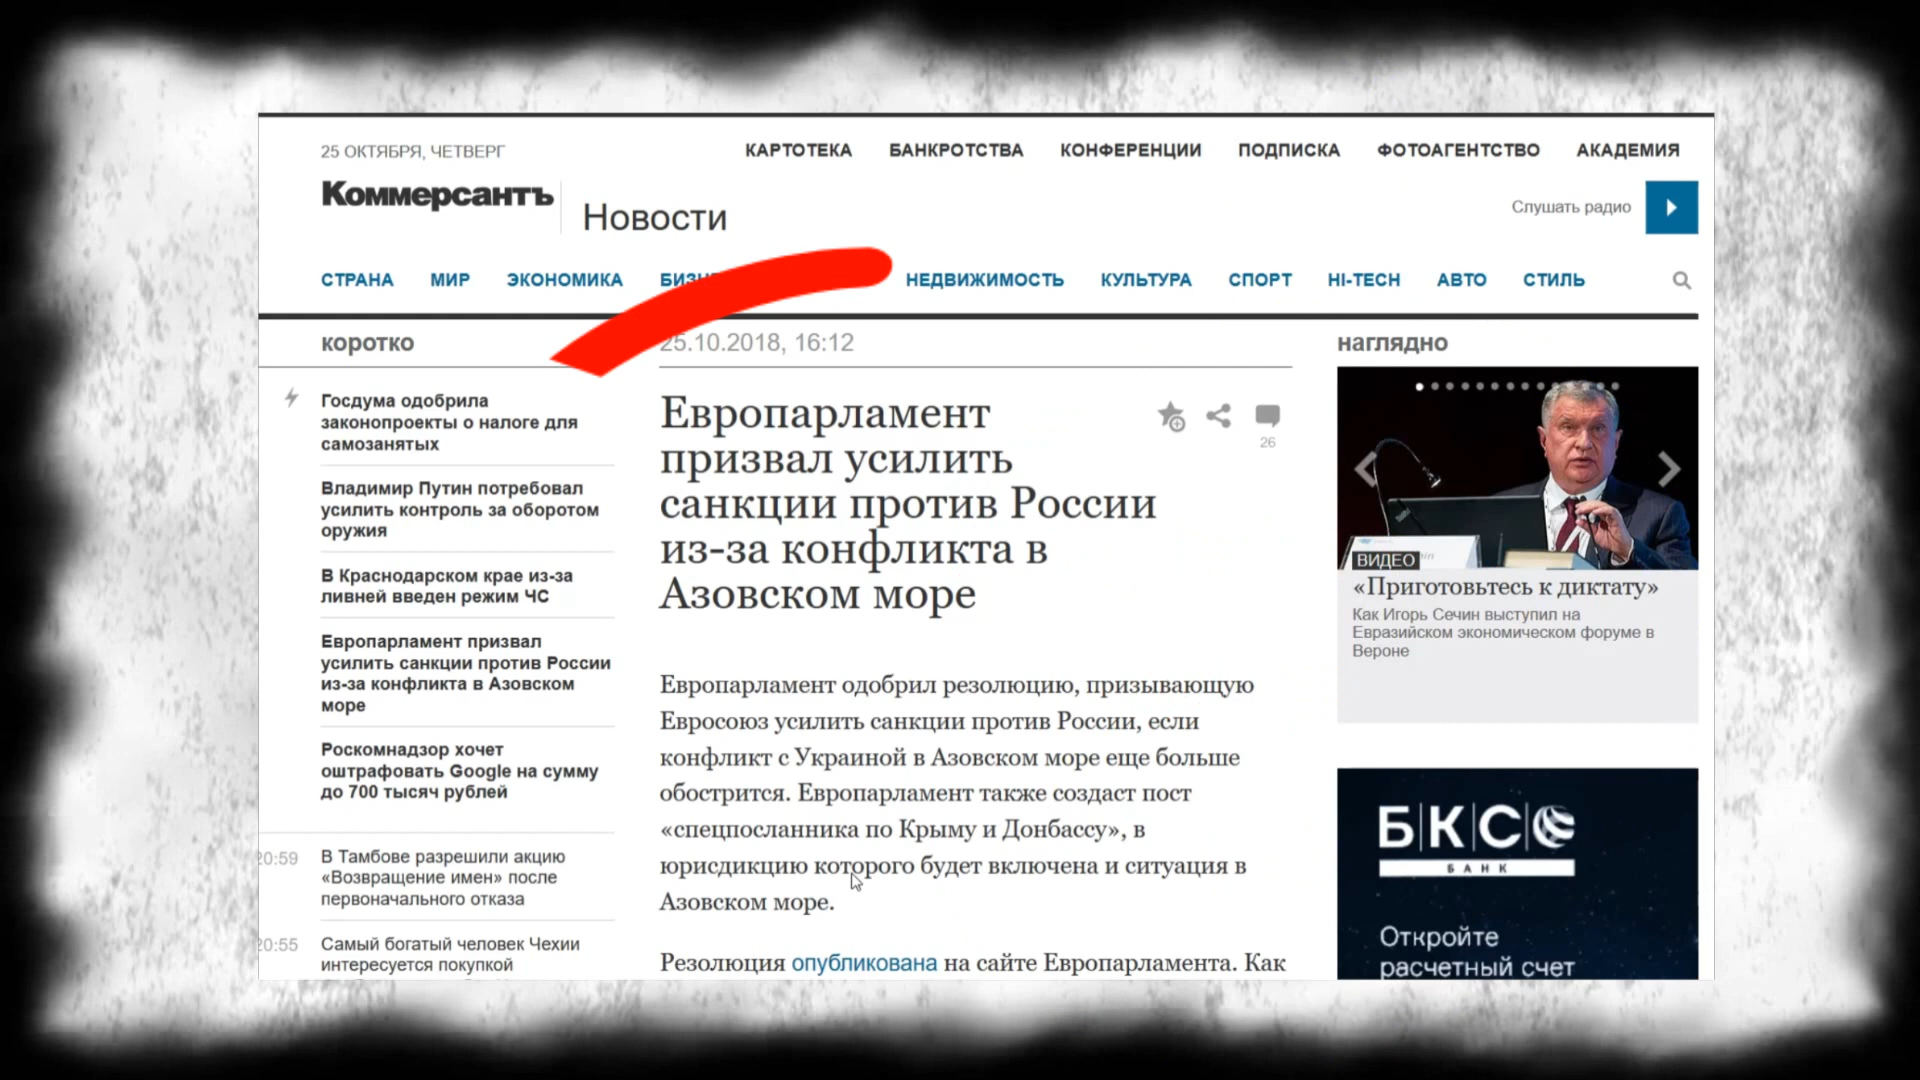 25 ОКТЯБРЯ, ЧЕТВЕРГ
КАРТОТЕКА БАНКРОТСТВА КОНФЕРЕНЦИИ ПОДПИСКА ФОТОАГЕНТСТВО АКАДЕМИЯ
Коммерсантъ
Новости
Слушать радио
СТРАНА МИР ЭКОНОМИКА НЕДВИЖИМОСТЬ КУЛЬТУРА СПОРТ HI-TECH АВТО СТИЛЬ
коротко
Госдума одобрила
законопроекты о налоге для
самозанятых
Владимир Путин потребовал
усилить контроль за оборотом
оружия
В Краснодарском крае из-за
ливней введен режим ЧС
Европарламент призвал
усилить санкции против России
из-за конфликта в Азовском
море
Роскомнадзор хочет
оштрафовать Google на сумму
до 700 тысяч рублей
20:59 В Тамбове разрешили акцию
«Возвращение имен» после
первоначального отказа
20:55 Самый богатый человек Чехии
интересуется покупкой
25.10.2018, 16:12
Европарламент
призвал усилить
санкции против России
из-за конфликта в
Азовском море
26
Европарламент одобрил резолюцию, призывающую
Евросоюз усилить санкции против России, если
конфликт с Украиной в Азовском море еще больше
обострится. Европарламент также создаст пост
«спецпосланника по Крыму и Донбассу», в
юрисдикцию которого будет включена и ситуация в
Азовском море.
Резолюция опубликована на сайте Европарламента. Как
наглядно
ВИДЕО
«Приготовьтесь к диктату»
Как Игорь Сечин выступил на
Евразийском экономическом форуме в
Вероне
БКС
БАНК
Откройте
расчетный счет